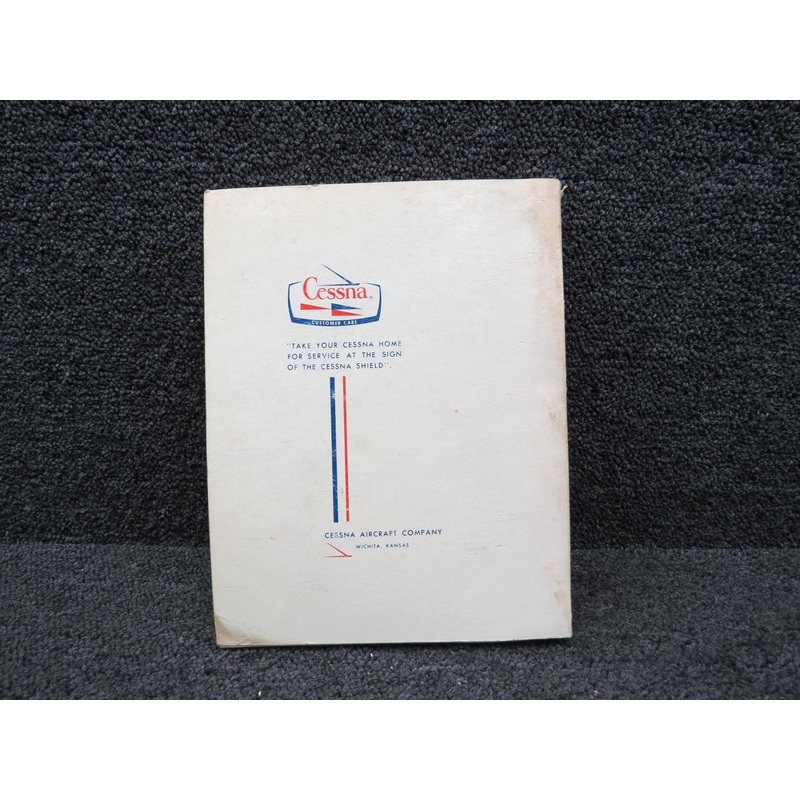 Cessna®
CUSTOMER CARE
"TAKE YOUR CESSNA HOME
FOR SERVICE AT THE SIGN
OF THE CESSNA SHIELD".
CESSNA AIRCRAFT COMPANY
WICHITA, KANSAS